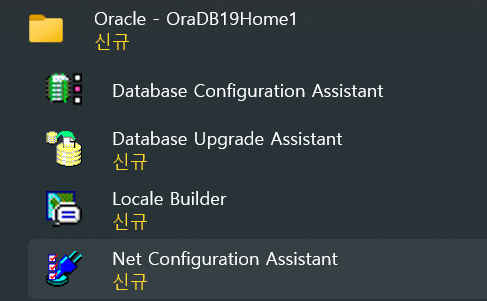 Oracle - OraDB19Home1
신규
Database Configuration Assistant
Database Upgrade Assistant
신규
Locale Builder
신규
Net Configuration Assistant
신규